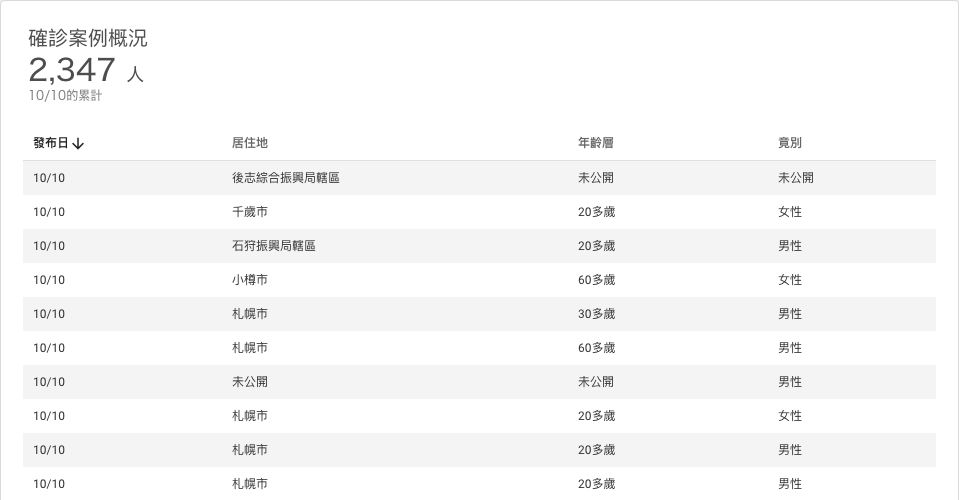 確診案例概況
2,347 人
10/10的累計
發布日↓ 居住地 年齡層 竟別
10/10 後志綜合振興局轄區 未公開 未公開
10/10 千歲市 20多歲 女性
10/10 石狩振興局轄區 20多歲 男性
10/10 小樽市 60多歲 女性
10/10 札幌市 30多歲 男性
10/10 札幌市 60多歲 男性
10/10 未公開 未公開 男性
10/10 札幌市 20多歲 女性
10/10 札幌市 20多歲 男性
10/10 札幌市 20多歲 男性